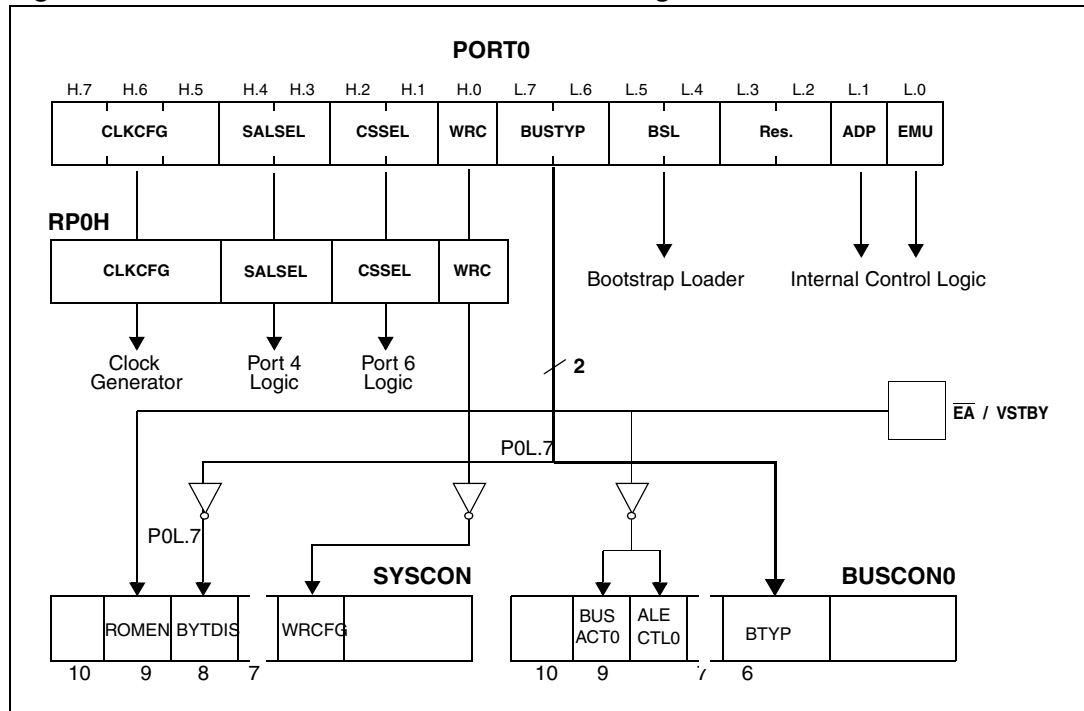 PORT0
H.7 H.6 H.5 H.4 H.3 H.2 H.1 H.0 L.7 L.6 L.5 L.4 L.3 L.2 L.1 L.0
CLKCFG SALSEL CSSEL WRC BUSTYP BSL Res. ADP EMU
RP0H
CLKCFG SALSEL CSSEL WRC
Bootstrap Loader Internal Control Logic
Clock
Generator
Port 4
Logic
Port 6
Logic
2
EA / VSTBY
P0L.7
P0L.7
SYSCON BUSCON0
ROMEN BYTDIS WRCFG
BUS
ACT0
ALE
CTL0
BTYP
10 9 8 7 10 9 7 6